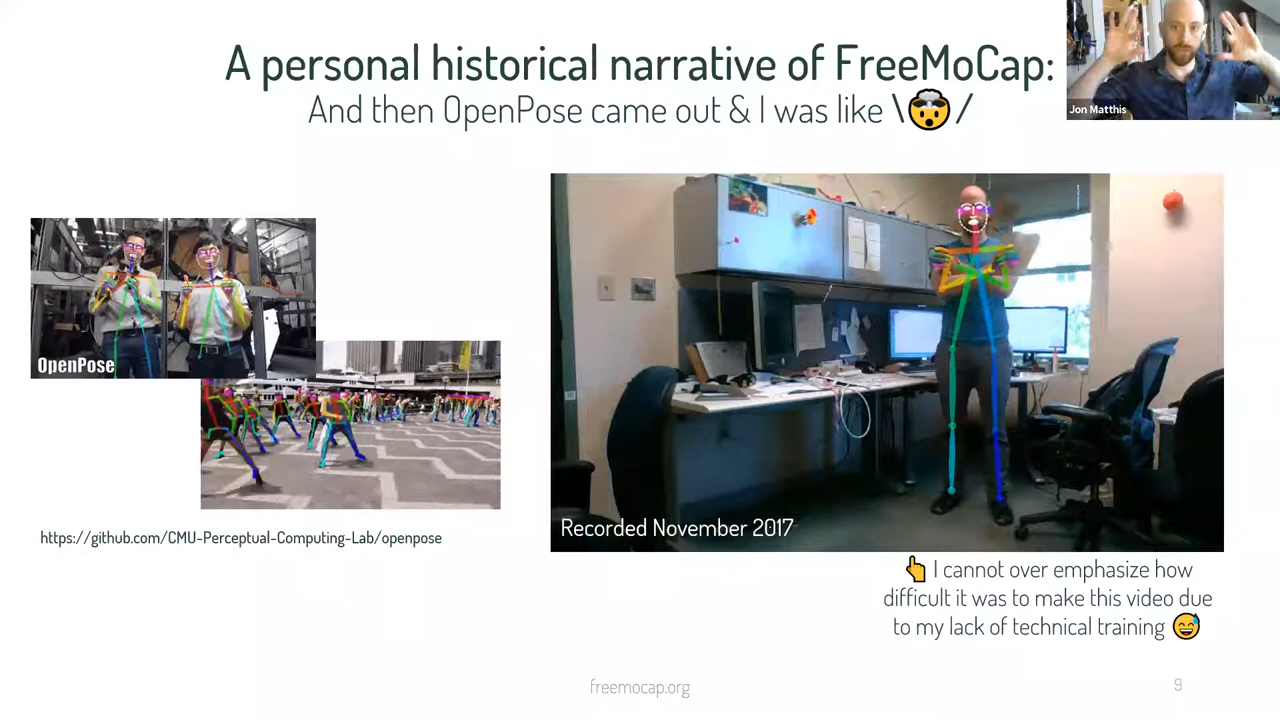 A personal historical narrative of FreeMoCap:
And then OpenPose came out & I was like \🤯/
Jon Matthis
OpenPose
https://github.com/CMU-Perceptual-Computing-Lab/openpose
Recorded November 2017
👆 I cannot over emphasize how
difficult it was to make this video due
to my lack of technical training 😅
freemocap.org
9